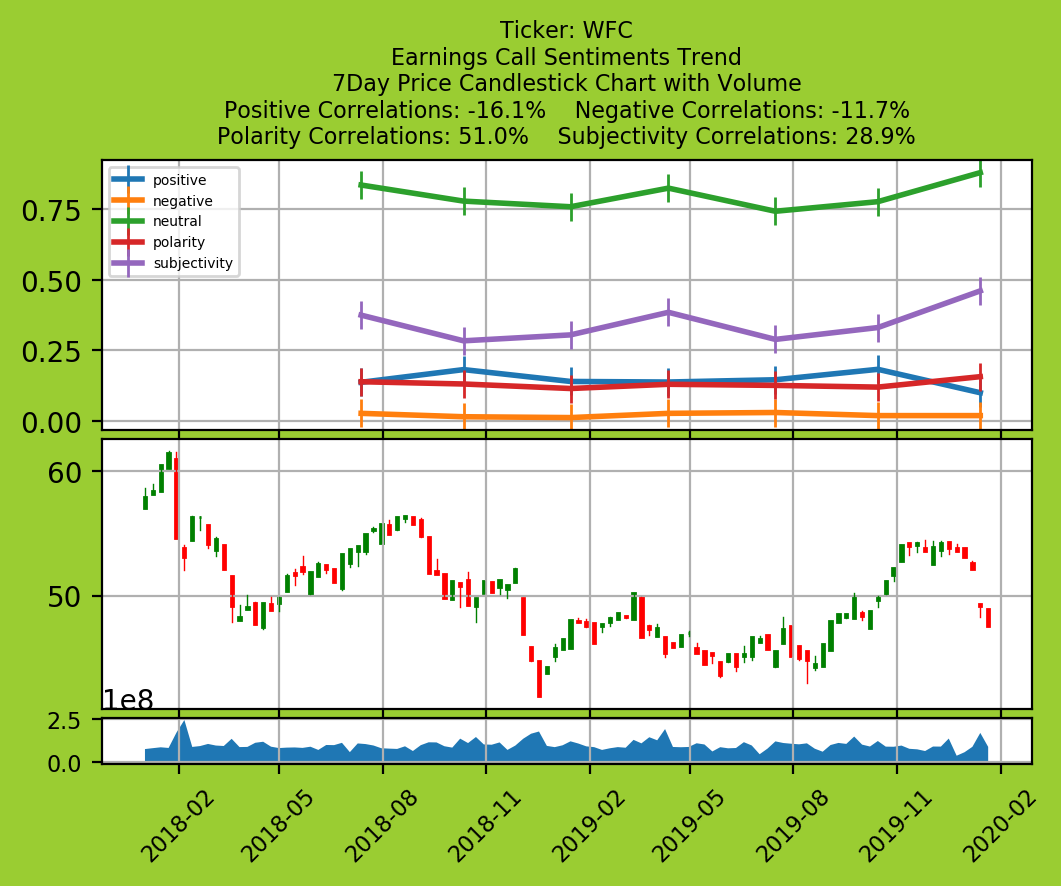 Ticker: WFC
Earnings Call Sentiments Trend
7Day Price Candlestick Chart with Volume
Positive Correlations: -16.1%    Negative Correlations: -11.7%
Polarity Correlations: 51.0%    Subjectivity Correlations: 28.9%
positive
negative
neutral
polarity
subjectivity
0.75
0.50
0.25
0.00
60
50
1e8
2.5
0.0
2018-02
2018-05
2018-08
2018-11
2019-02
2019-05
2019-08
2019-11
2020-02